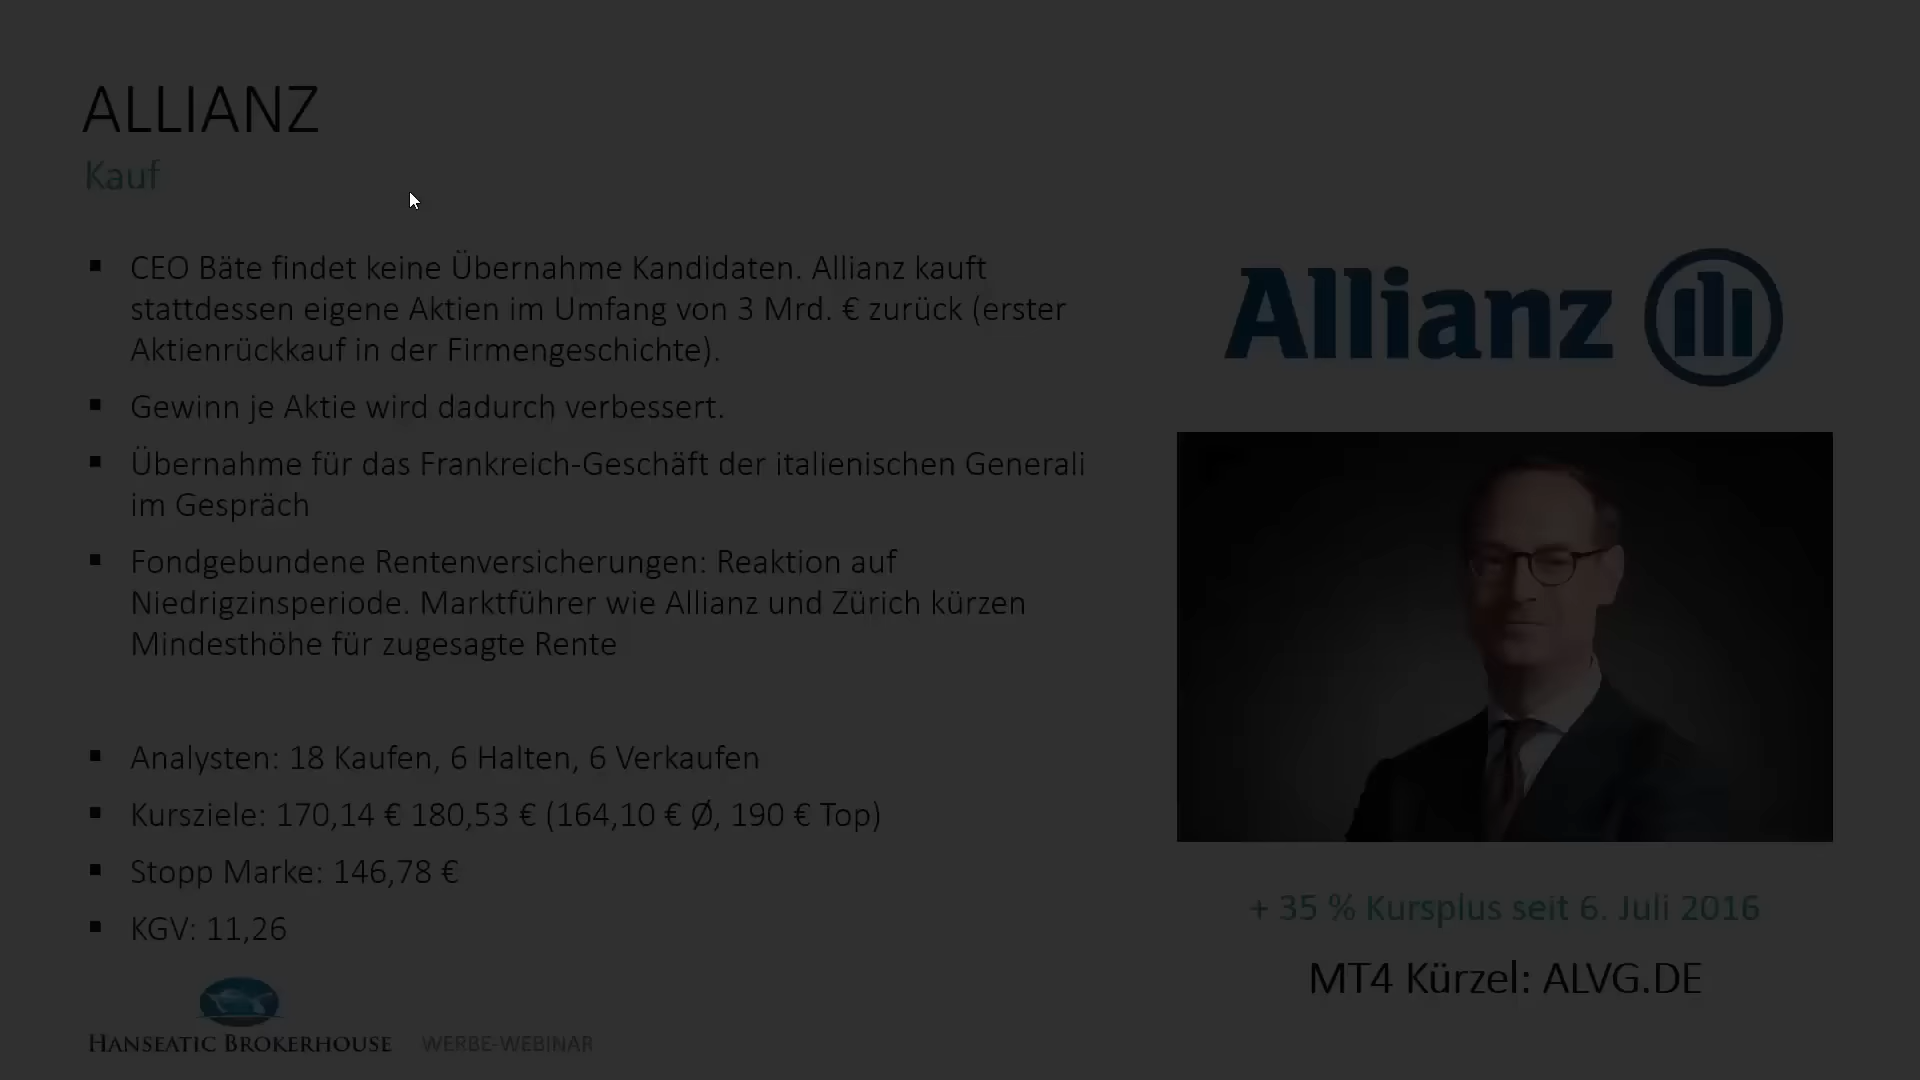 ALLIANZ
Kauf
▪ CEO Bäte findet keine Übernahme Kandidaten. Allianz kauft
stattdessen eigene Aktien im Umfang von 3 Mrd. € zurück (erster
Aktienrückkauf in der Firmengeschichte).
▪ Gewinn je Aktie wird dadurch verbessert.
▪ Übernahme für das Frankreich-Geschäft der italienischen Generali
im Gespräch
▪ Fondgebundene Rentenversicherungen: Reaktion auf
Niedrigzinsperiode. Marktführer wie Allianz und Zürich kürzen
Mindesthöhe für zugesagte Rente
▪ Analysten: 18 Kaufen, 6 Halten, 6 Verkaufen
▪ Kursziele: 170,14 € 180,53 € (164,10 € Ø, 190 € Top)
▪ Stopp Marke: 146,78 €
▪ KGV: 11,26
Allianz
+ 35 % Kursplus seit 6. Juli 2016
MT4 Kürzel: ALVG.DE
HANSEATIC BROKERHOUSE WERBE-WEBINAR